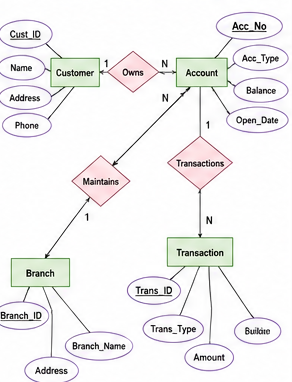 Cust_ID
Name
Address
Phone
Customer
1
Owns
N
Account
Acc_No
Acc_Type
Balance
Open_Date
N
Maintains
1
1
Transactions
N
Branch
Branch_ID
Address
Branch_Name
Transaction
Trans_ID
Trans_Type
Amount